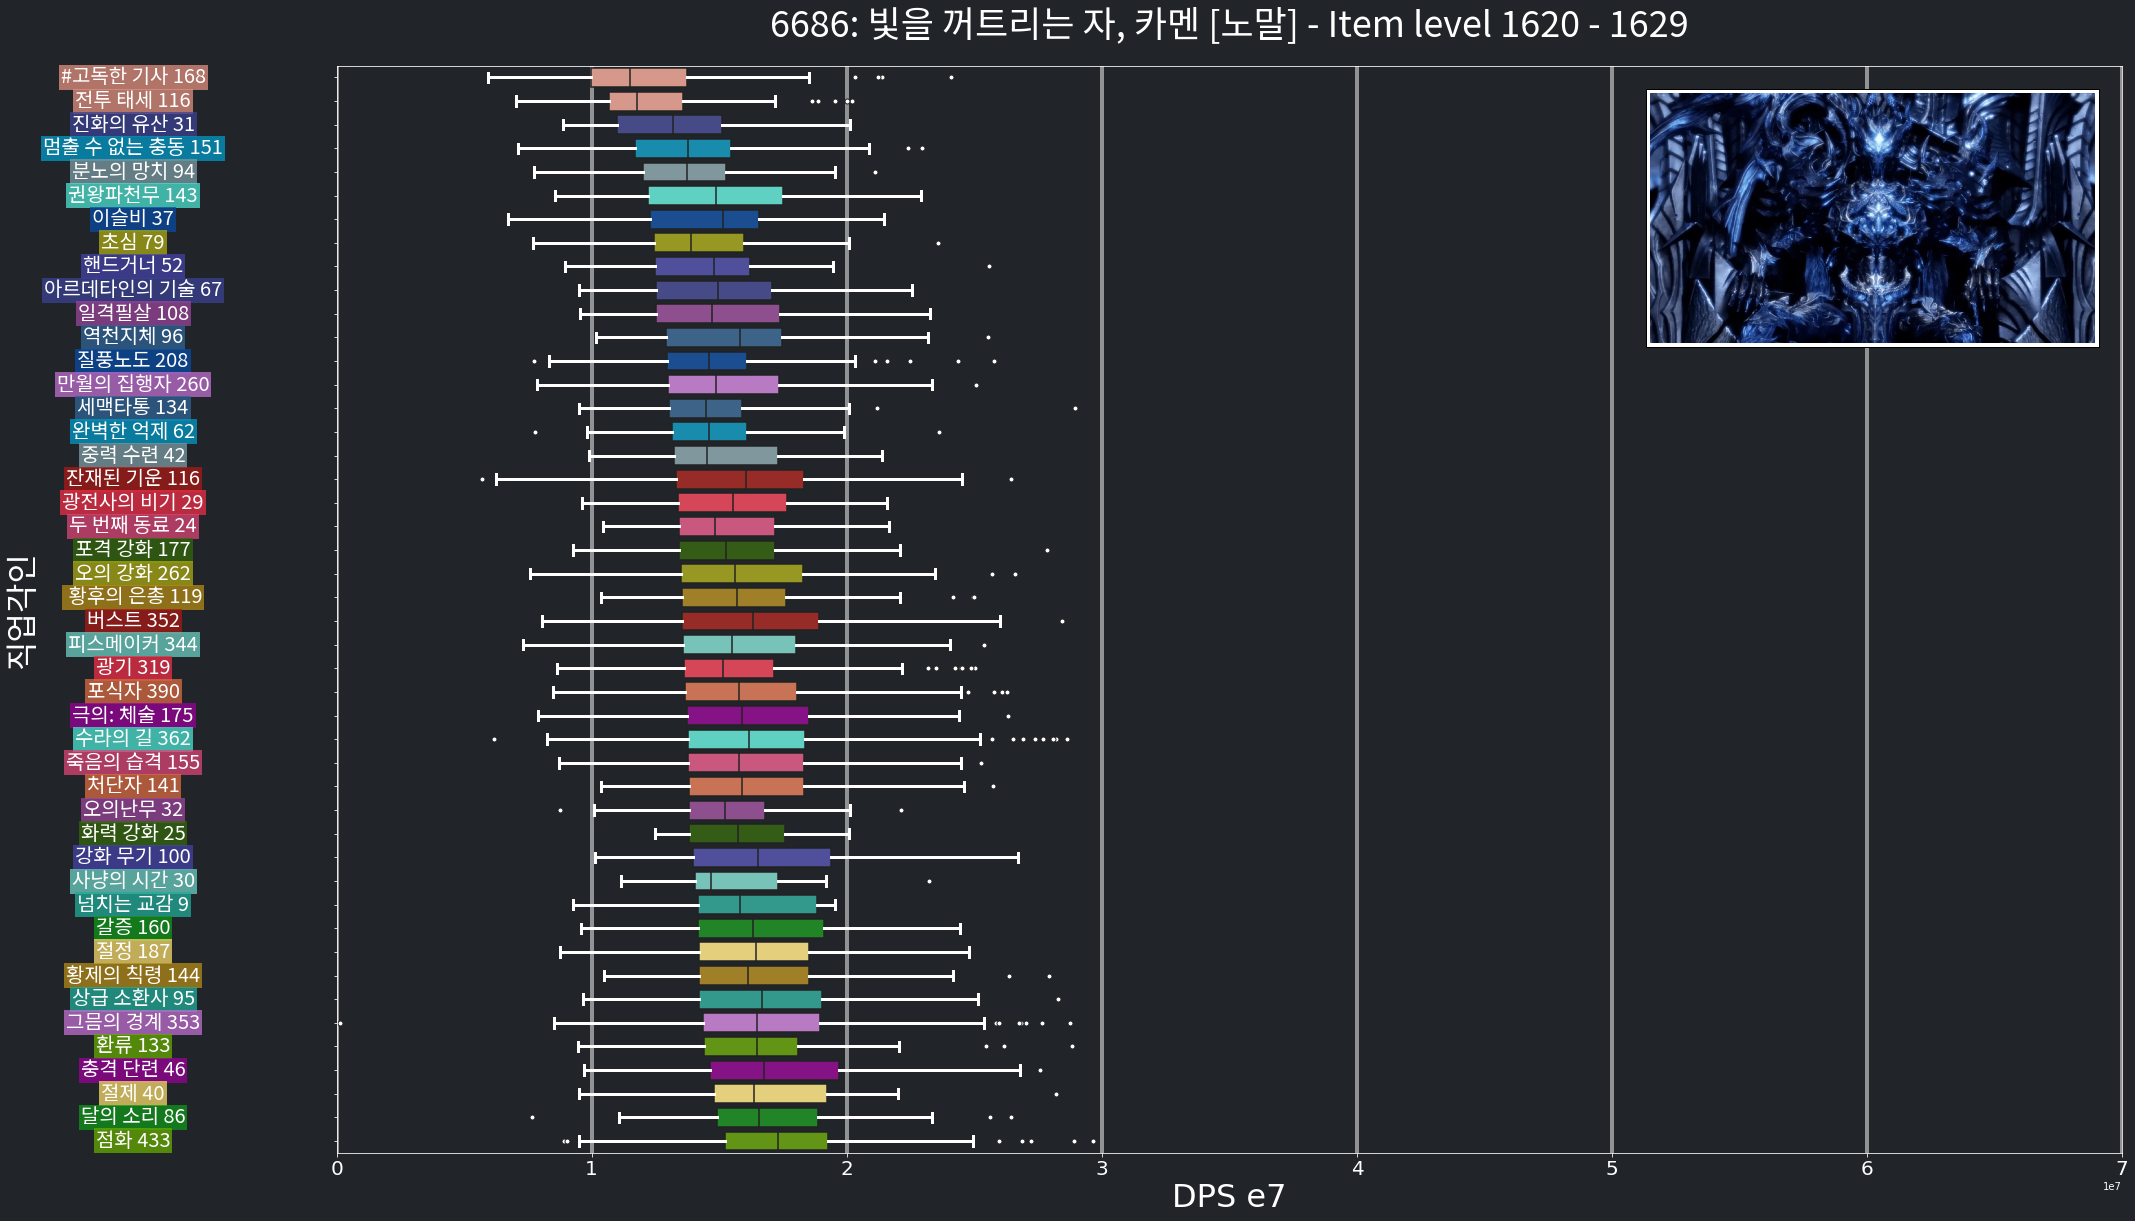 6686: 빛을 꺼트리는 자, 카멘 [노말] - Item level 1620 - 1629
#고독한 기사 168
전투 태세 116
진화의 유산 31
멈출 수 없는 충동 151
분노의 망치 94
권왕파천무 143
이슬비 37
초심 79
핸드거너 52
아르데타인의 기술 67
일격필살 108
역천지체 96
질풍노도 208
만월의 집행자 260
세맥타통 134
완벽한 억제 62
중력 수련 42
잔재된 기운 116
광전사의 비기 29
두 번째 동료 24
포격 강화 177
오의 강화 262
황후의 은총 119
버스트 352
피스메이커 344
광기 319
포식자 390
극의: 체술 175
수라의 길 362
죽음의 습격 155
처단자 141
오의난무 32
화력 강화 25
강화 무기 100
사냥의 시간 30
넘치는 교감 9
갈증 160
절정 187
황제의 칙령 144
상급 소환사 95
그믐의 경계 353
환류 133
충격 단련 46
절제 40
달의 소리 86
점화 433
직업각인
0 1 2 3 4 5 6 7
1e7
DPS e7